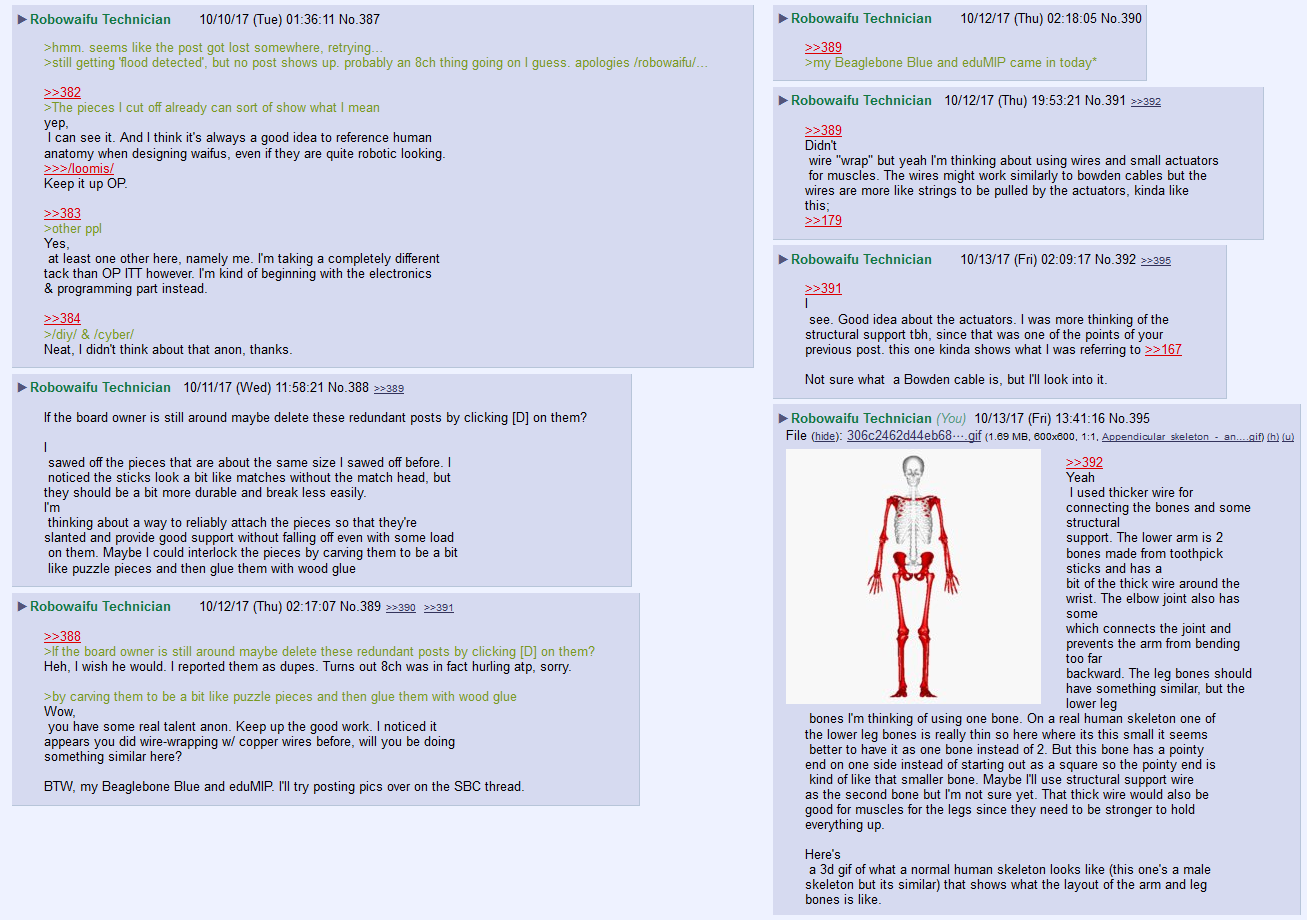 ▶ Robowaifu Technician 10/10/17 (Tue) 01:36:11 No.387
>hmm. seems like the post got lost somewhere, retrying...
>still getting 'flood detected', but no post shows up. probably an 8ch thing going on I guess. apologies /robowaifu/...
>>382
>The pieces I cut off already can sort of show what I mean
yep,
I can see it. And I think it's always a good idea to reference human
anatomy when designing waifus, even if they are quite robotic looking.
>>>/loomis/
Keep it up OP.
>>383
>other ppl
Yes,
at least one other here, namely me. I'm taking a completely different
tack than OP ITT however. I'm kind of beginning with the electronics
& programming part instead.
>>384
>/diy/ & /cyber/
Neat, I didn't think about that anon, thanks.
▶ Robowaifu Technician 10/11/17 (Wed) 11:58:21 No.388 >>389
If the board owner is still around maybe delete these redundant posts by clicking [D] on them?
I
sawed off the pieces that are about the same size I sawed off before. I
noticed the sticks look a bit like matches without the match head, but
they should be a bit more durable and break less easily.
I'm
thinking about a way to reliably attach the pieces so that they're
slanted and provide good support without falling off even with some load
on them. Maybe I could interlock the pieces by carving them to be a bit
like puzzle pieces and then glue them with wood glue
▶ Robowaifu Technician 10/12/17 (Thu) 02:17:07 No.389 >>390 >>391
>>388
>If the board owner is still around maybe delete these redundant posts by clicking [D] on them?
Heh, I wish he would. I reported them as dupes. Turns out 8ch was in fact hurling atp, sorry.
>by carving them to be a bit like puzzle pieces and then glue them with wood glue
Wow,
you have some real talent anon. Keep up the good work. I noticed it
appears you did wire-wrapping w/ copper wires before, will you be doing
something similar here?
BTW, my Beaglebone Blue and eduMIP. I'll try posting pics over on the SBC thread.
▶ Robowaifu Technician 10/12/17 (Thu) 02:18:05 No.390
>>389
>my Beaglebone Blue and eduMIP came in today*
▶ Robowaifu Technician 10/12/17 (Thu) 19:53:21 No.391 >>392
>>389
Didn't
wire "wrap" but yeah I'm thinking about using wires and small actuators
for muscles. The wires might work similarly to bowden cables but the
wires are more like strings to be pulled by the actuators, kinda like
this;
>>179
▶ Robowaifu Technician 10/13/17 (Fri) 02:09:17 No.392 >>395
>>391
I
see. Good idea about the actuators. I was more thinking of the
structural support tbh, since that was one of the points of your
previous post. this one kinda shows what I was referring to >>167
Not sure what a Bowden cable is, but I'll look into it.
▶ Robowaifu Technician (You) 10/13/17 (Fri) 13:41:16 No.395
File (hide): 306c2462d44eb68⋯.gif (1.69 MB, 600x600, 1:1, Appendicular_skeleton_-_an....gif) (h) (u)
>>392
Yeah
I used thicker wire for
connecting the bones and some
structural
support. The lower arm is 2
bones made from toothpick
sticks and has a
bit of the thick wire around the
wrist. The elbow joint also has
some
which connects the joint and
prevents the arm from bending
too far
backward. The leg bones should
have something similar, but the
lower leg
bones I'm thinking of using one bone. On a real human skeleton one of
the lower leg bones is really thin so here where its this small it seems
better to have it as one bone instead of 2. But this bone has a pointy
end on one side instead of starting out as a square so the pointy end is
kind of like that smaller bone. Maybe I'll use structural support wire
as the second bone but I'm not sure yet. That thick wire would also be
good for muscles for the legs since they need to be stronger to hold
everything up.
Here's
a 3d gif of what a normal human skeleton looks like (this one's a male
skeleton but its similar) that shows what the layout of the arm and leg
bones is like.